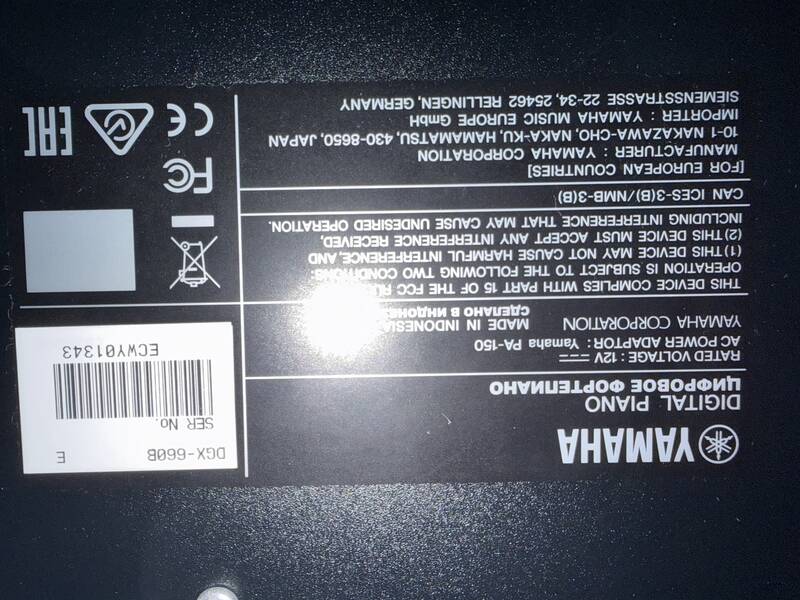 YAMAHA
DIGITAL PIANO
ЦИФРОВОЕ ФОРТЕПИАНО
RATED VOLTAGE : 12V
AC POWER ADAPTOR : Yamaha PA-150
YAMAHA CORPORATION MADE IN INDONESIA
СДЕЛАНО В
THIS DEVICE COMPLIES WITH PART 15 OF THE FCC
OPERATION IS SUBJECT TO THE FOLLOWING TWO CONDITIONS:
(1) THIS DEVICE MAY NOT CAUSE HARMFUL INTERFERENCE, AND
(2) THIS DEVICE MUST ACCEPT ANY INTERFERENCE RECEIVED,
INCLUDING INTERFERENCE THAT MAY CAUSE UNDESIRED OPERATION.
CAN ICES-3(B)/NMB-3(B)
[FOR EUROPEAN COUNTRIES]
MANUFACTURER : YAMAHA CORPORATION
10-1 NAKAZAWA-CHO, NAKA-KU, HAMAMATSU, 430-8650, JAPAN
IMPORTER : YAMAHA MUSIC EUROPE GmbH
SIEMENSSTRASSE 22-34, 25462 RELLINGEN, GERMANY
DGX-660B E
SER No.
ECWY01343
FC
CE
EAC